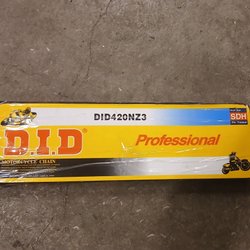 DID420NZ3
SDH
D.I.D®
Professional
MOTORCYCLE CHAIN